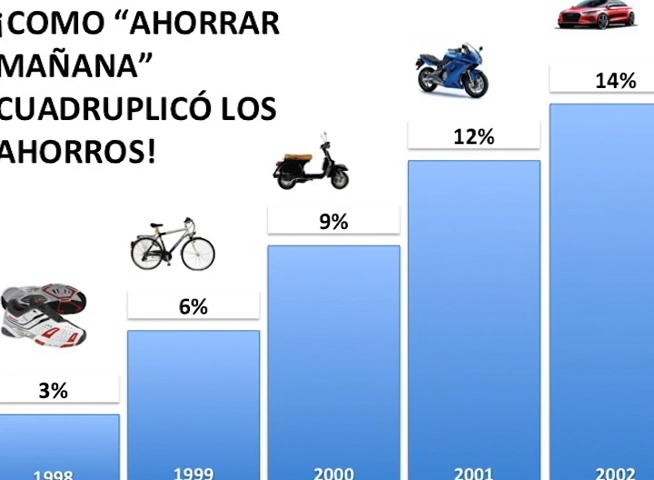 ¡COMO “AHORRAR
MAÑANA”
CUADRUPLICÓ LOS
AHORROS!
14%
12%
9%
6%
3%
1998
1999
2000
2001
2002